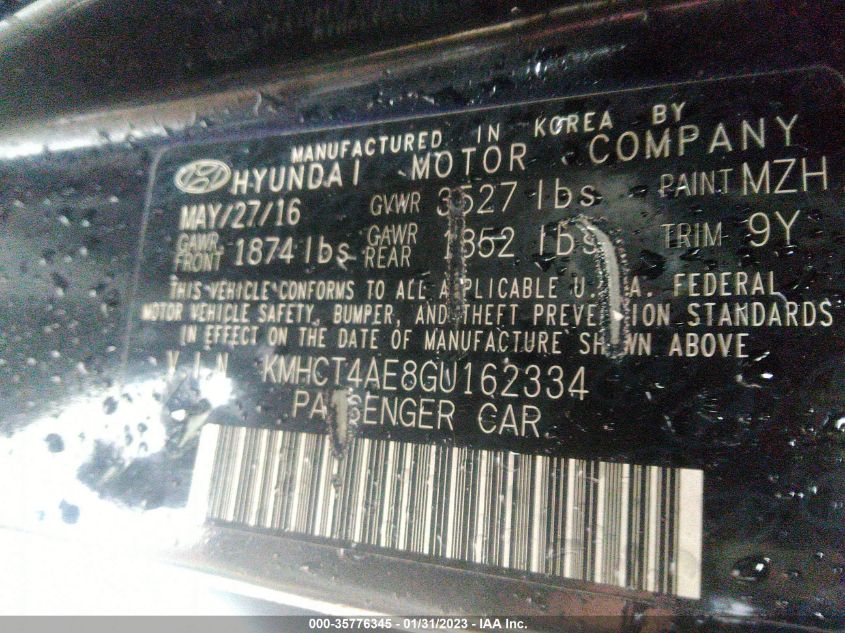 MANUFACTURED IN KOREA BY
HYUNDAI MOTOR COMPANY
MAY/27/16 GVWR 3527 lbs PAINT MZH
GAWR FRONT 1874 lbs GAWR REAR 1852 lbs TRIM 9Y
THIS VEHICLE CONFORMS TO ALL APPLICABLE U.S.A. FEDERAL
MOTOR VEHICLE SAFETY, BUMPER, AND THEFT PREVENTION STANDARDS
IN EFFECT ON THE DATE OF MANUFACTURE SHOWN ABOVE
V.I.N KMHCT4AE8GU162334
PASSENGER CAR
000-35776345 - 01/31/2023 - IAA Inc.